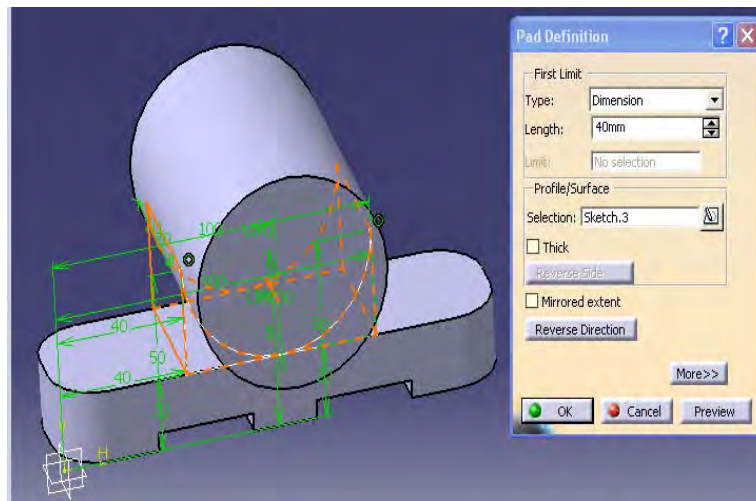 Pad Definition
?
X
First Limit
Type: Dimension
Length: 40mm
Limit: No selection
Profile/Surface
Selection: Sketch.3
Thick
Reverse Side
Mirrored extent
Reverse Direction
More>>
OK Cancel Preview
100
100
40
50
40
H